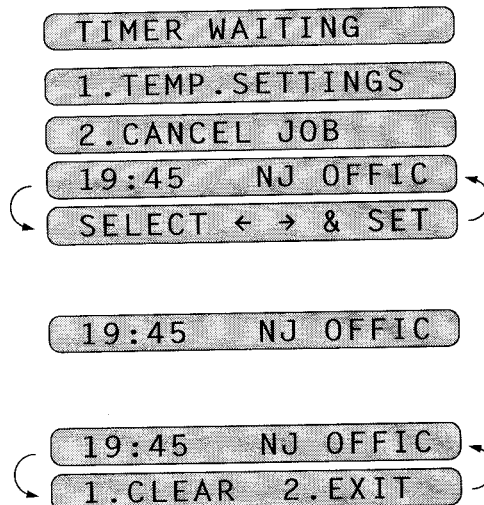 TIMER WAITING
1.TEMP.SETTINGS
2.CANCEL JOB
19:45 NJ OFFIC
SELECT ← → & SET
19:45 NJ OFFIC
19:45 NJ OFFIC
1.CLEAR 2.EXIT